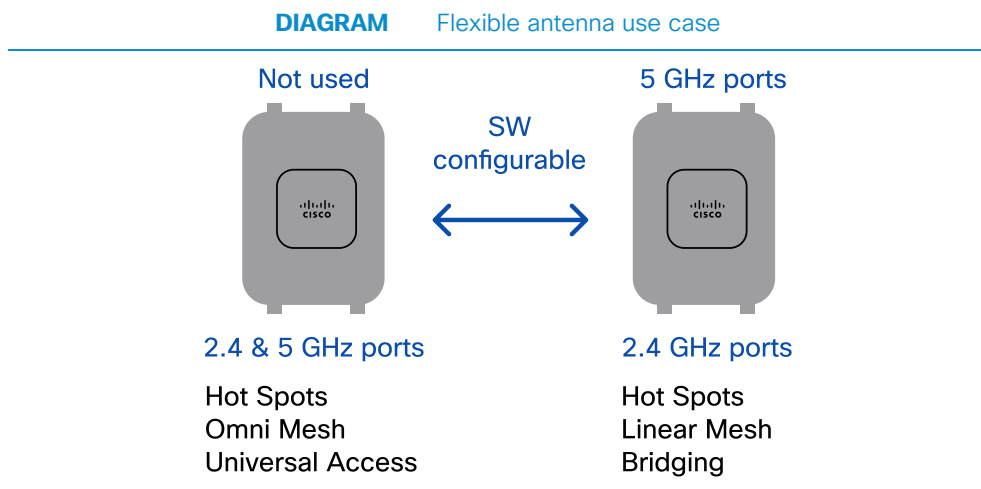 DIAGRAM Flexible antenna use case
Not used
5 GHz ports
SW
configurable
CISCO
CISCO
2.4 & 5 GHz ports
2.4 GHz ports
Hot Spots
Omni Mesh
Universal Access
Hot Spots
Linear Mesh
Bridging